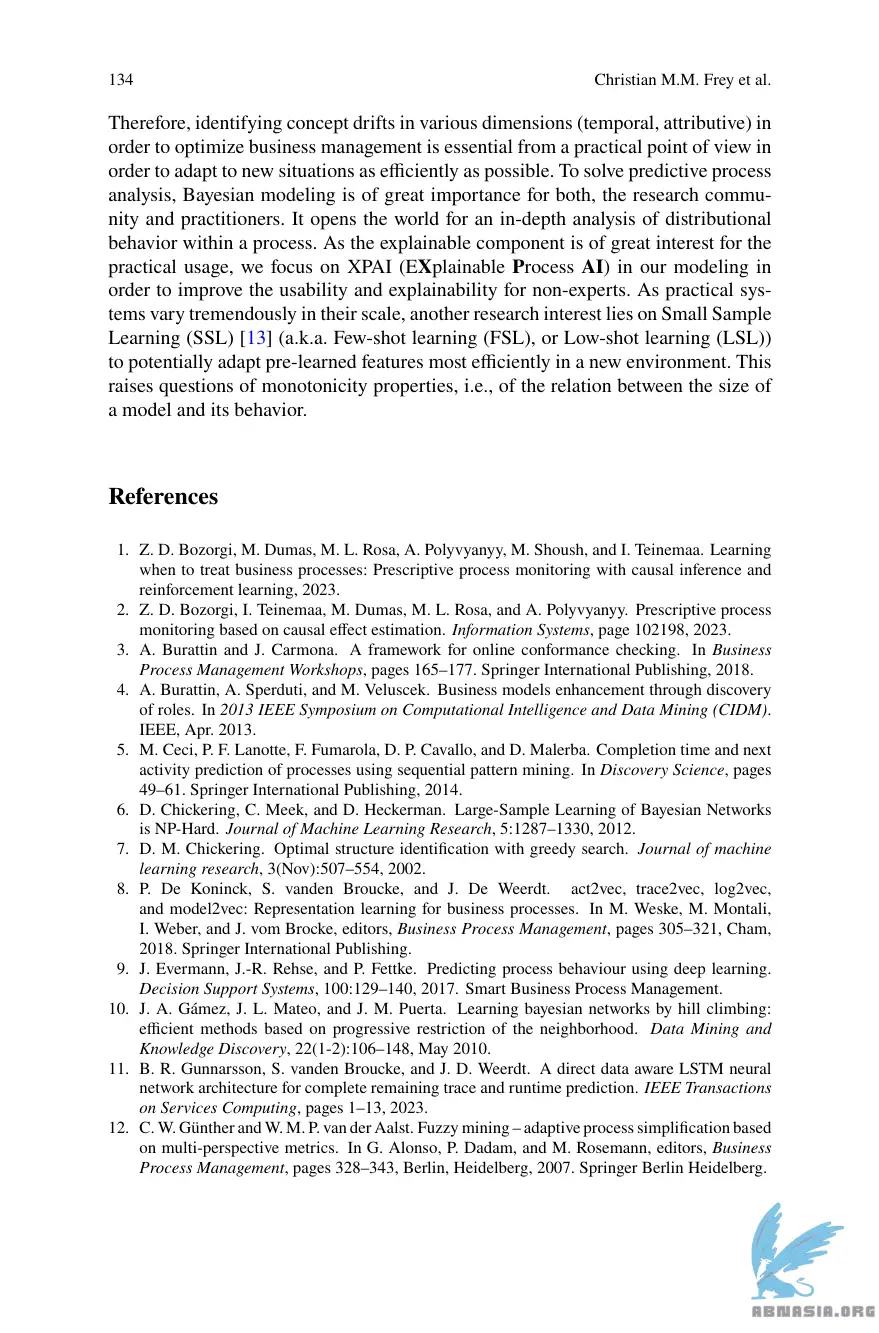 134
Christian M.M. Frey et al.
Therefore, identifying concept drifts in various dimensions (temporal, attributive) in
order to optimize business management is essential from a practical point of view in
order to adapt to new situations as efficiently as possible. To solve predictive process
analysis, Bayesian modeling is of great importance for both, the research commu-
nity and practitioners. It opens the world for an in-depth analysis of distributional
behavior within a process. As the explainable component is of great interest for the
practical usage, we focus on XPAI (EXplainable Process AI) in our modeling in
order to improve the usability and explainability for non-experts. As practical sys-
tems vary tremendously in their scale, another research interest lies on Small Sample
Learning (SSL) [13] (a.k.a. Few-shot learning (FSL), or Low-shot learning (LSL))
to potentially adapt pre-learned features most efficiently in a new environment. This
raises questions of monotonicity properties, i.e., of the relation between the size of
a model and its behavior.
References
1. Z. D. Bozorgi, M. Dumas, M. L. Rosa, A. Polyvyanyy, M. Shoush, and I. Teinemaa. Learning
when to treat business processes: Prescriptive process monitoring with causal inference and
reinforcement learning, 2023.
2. Z. D. Bozorgi, I. Teinemaa, M. Dumas, M. L. Rosa, and A. Polyvyanyy. Prescriptive process
monitoring based on causal effect estimation. Information Systems, page 102198, 2023.
3. A. Burattin and J. Carmona. A framework for online conformance checking. In Business
Process Management Workshops, pages 165–177. Springer International Publishing, 2018.
4. A. Burattin, A. Sperduti, and M. Veluscek. Business models enhancement through discovery
of roles. In 2013 IEEE Symposium on Computational Intelligence and Data Mining (CIDM).
IEEE, Apr. 2013.
5. M. Ceci, P. F. Lanotte, F. Fumarola, D. P. Cavallo, and D. Malerba. Completion time and next
activity prediction of processes using sequential pattern mining. In Discovery Science, pages
49–61. Springer International Publishing, 2014.
6. D. Chickering, C. Meek, and D. Heckerman. Large-Sample Learning of Bayesian Networks
is NP-Hard. Journal of Machine Learning Research, 5:1287–1330, 2012.
7. D. M. Chickering. Optimal structure identification with greedy search. Journal of machine
learning research, 3(Nov):507–554, 2002.
8. P. De Koninck, S. vanden Broucke, and J. De Weerdt. act2vec, trace2vec, log2vec,
and model2vec: Representation learning for business processes. In M. Weske, M. Montali,
I. Weber, and J. vom Brocke, editors, Business Process Management, pages 305–321, Cham,
2018. Springer International Publishing.
9. J. Evermann, J.-R. Rehse, and P. Fettke. Predicting process behaviour using deep learning.
Decision Support Systems, 100:129–140, 2017. Smart Business Process Management.
10. J. A. Gámez, J. L. Mateo, and J. M. Puerta. Learning bayesian networks by hill climbing:
efficient methods based on progressive restriction of the neighborhood. Data Mining and
Knowledge Discovery, 22(1-2):106–148, May 2010.
11. B. R. Gunnarsson, S. vanden Broucke, and J. D. Weerdt. A direct data aware LSTM neural
network architecture for complete remaining trace and runtime prediction. IEEE Transactions
on Services Computing, pages 1–13, 2023.
12. C. W. Günther and W. M. P. van der Aalst. Fuzzy mining – adaptive process simplification based
on multi-perspective metrics. In G. Alonso, P. Dadam, and M. Rosemann, editors, Business
Process Management, pages 328–343, Berlin, Heidelberg, 2007. Springer Berlin Heidelberg.
ABNASIA.ORG